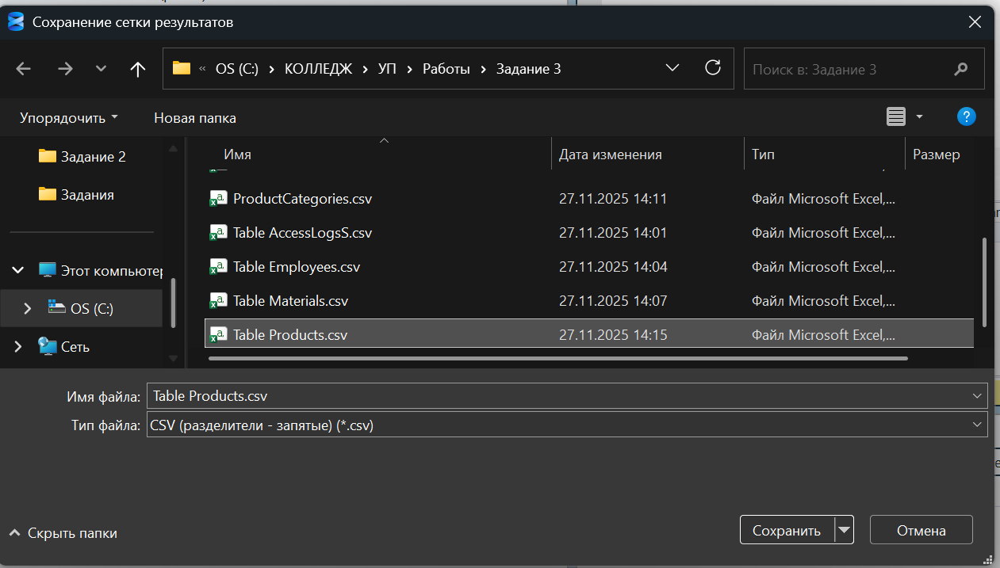 Сохранение сетки результатов
« OS (C:) › КОЛЛЕДЖ › УП › Работы › Задание 3
Поиск в: Задание 3
Упорядочить
Новая папка
Задание 2
Задания
Этот компьютер
OS (C:)
Сеть
Имя Дата изменения Тип Размер
ProductCategories.csv 27.11.2025 14:11 Файл Microsoft Excel,...
Table AccessLogsS.csv 27.11.2025 14:01 Файл Microsoft Excel,...
Table Employees.csv 27.11.2025 14:04 Файл Microsoft Excel,...
Table Materials.csv 27.11.2025 14:07 Файл Microsoft Excel,...
Table Products.csv 27.11.2025 14:15 Файл Microsoft Excel,...
Имя файла: Table Products.csv
Тип файла: CSV (разделители - запятые) (*.csv)
Скрыть папки
Сохранить
Отмена